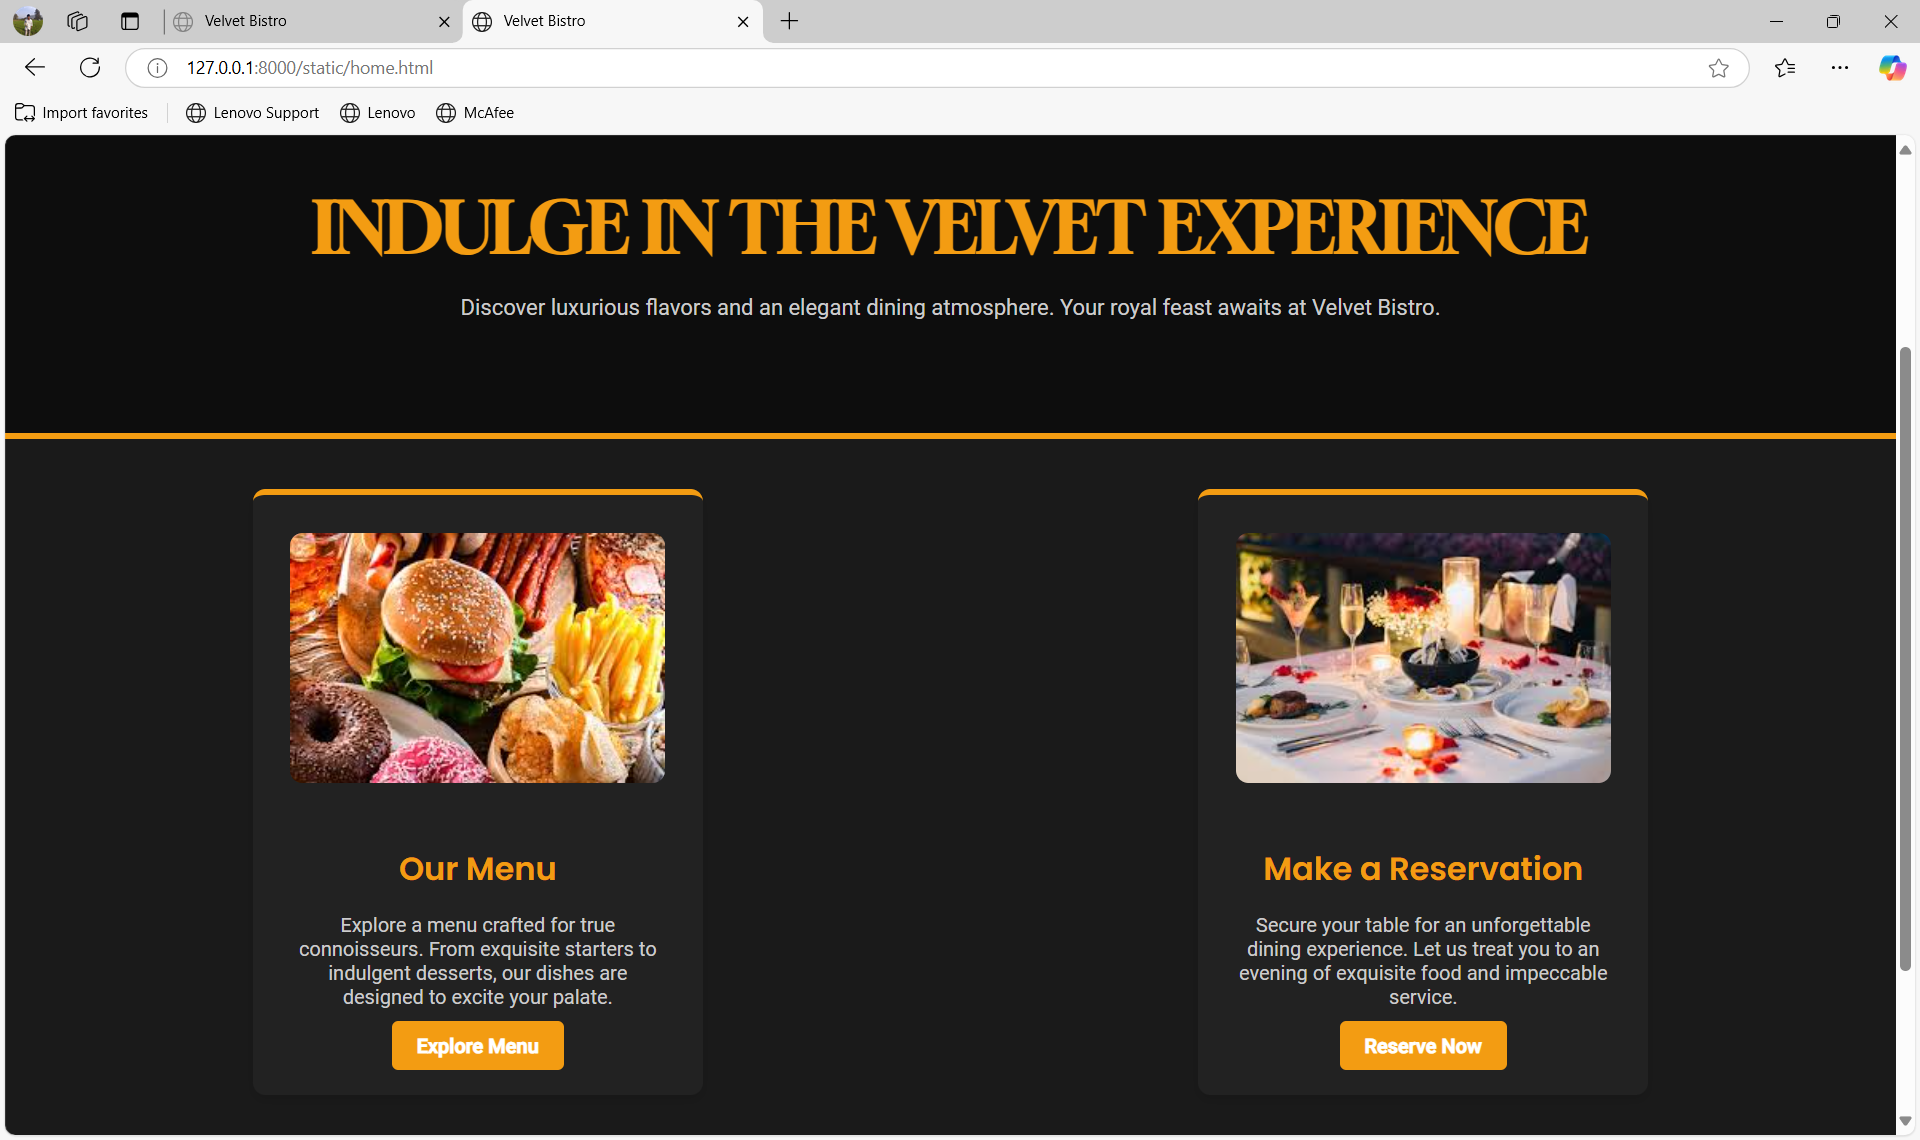 Velvet Bistro
Velvet Bistro
127.0.0.1:8000/static/home.html
Import favorites
Lenovo Support
Lenovo
McAfee
INDULGE IN THE VELVET EXPERIENCE
Discover luxurious flavors and an elegant dining atmosphere. Your royal feast awaits at Velvet Bistro.
Our Menu
Explore a menu crafted for true
connoisseurs. From exquisite starters to
indulgent desserts, our dishes are
designed to excite your palate.
Explore Menu
Make a Reservation
Secure your table for an unforgettable
dining experience. Let us treat you to an
evening of exquisite food and impeccable
service.
Reserve Now